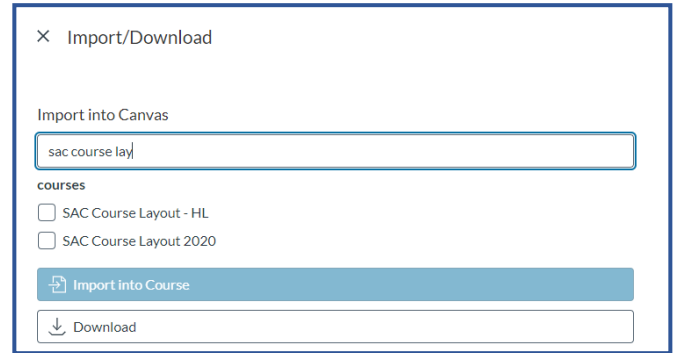 Import/Download
Import into Canvas
sac course lay
courses
SAC Course Layout - HL
SAC Course Layout 2020
Import into Course
Download